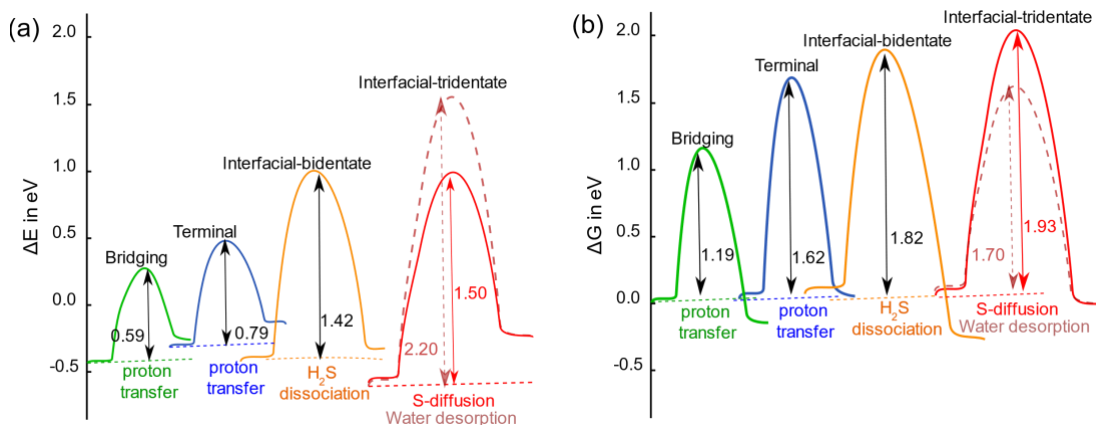 (a)
ΔE in eV
2.0
1.5
1.0
0.5
0.0
-0.5
Bridging
0.59
proton
transfer
Terminal
0.79
proton
transfer
Interfacial-bidentate
1.42
H2S
dissociation
Interfacial-tridentate
2.20
1.50
S-diffusion
Water desorption
(b)
ΔG in eV
2.0
1.5
1.0
0.5
0.0
-0.5
Bridging
1.19
proton
transfer
Terminal
1.62
proton
transfer
Interfacial-bidentate
1.82
H2S
dissociation
Interfacial-tridentate
1.70
1.93
S-diffusion
Water desorption